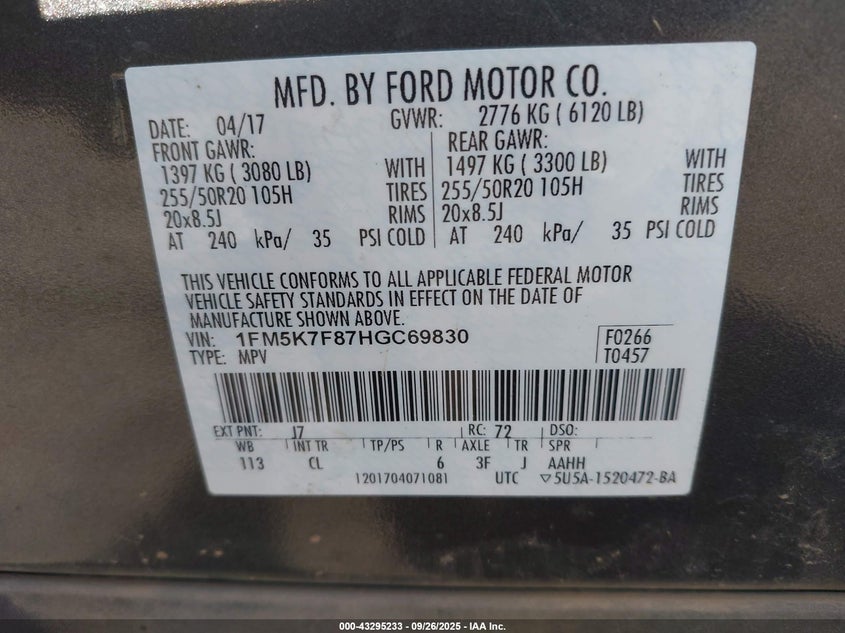 MFD. BY FORD MOTOR CO.
DATE: 04/17 GVWR: 2776 KG ( 6120 LB)
FRONT GAWR: REAR GAWR:
1397 KG ( 3080 LB) WITH 1497 KG ( 3300 LB) WITH
255/50R20 105H TIRES 255/50R20 105H TIRES
20x8.5J RIMS 20x8.5J RIMS
AT 240 kPa/ 35 PSI COLD AT 240 kPa/ 35 PSI COLD
THIS VEHICLE CONFORMS TO ALL APPLICABLE FEDERAL MOTOR
VEHICLE SAFETY STANDARDS IN EFFECT ON THE DATE OF
MANUFACTURE SHOWN ABOVE.
VIN: 1FM5K7F87HGC69830 F0266
TYPE: MPV T0457
EXT PNT: J7 RC: 72 DSO:
WB INT TR TP/PS R AXLE TR SPR
113 CL 6 3F J AAHH
1201704071081 UTC ▽5U5A-1520472-BA
000-43295233 - 09/26/2025 - IAA Inc.